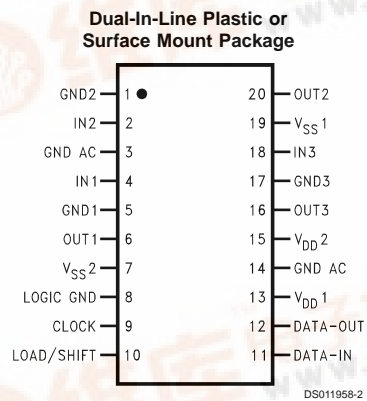 Dual-In-Line Plastic or
Surface Mount Package
GND2 1 20 OUT2
IN2 2 19 VSS1
GND AC 3 18 IN3
IN1 4 17 GND3
GND1 5 16 OUT3
OUT1 6 15 VDD2
VSS2 7 14 GND AC
LOGIC GND 8 13 VDD1
CLOCK 9 12 DATA-OUT
LOAD/SHIFT 10 11 DATA-IN
DS011958-2